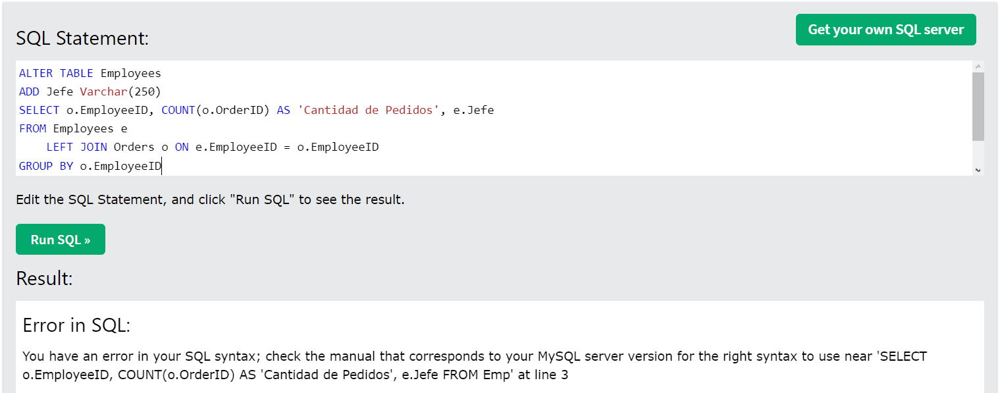 Get your own SQL server
SQL Statement:
ALTER TABLE Employees
ADD Jefe Varchar(250)
SELECT o.EmployeeID, COUNT(o.OrderID) AS 'Cantidad de Pedidos', e.Jefe
FROM Employees e
    LEFT JOIN Orders o ON e.EmployeeID = o.EmployeeID
GROUP BY o.EmployeeID
Edit the SQL Statement, and click "Run SQL" to see the result.
Run SQL »
Result:
Error in SQL:
You have an error in your SQL syntax; check the manual that corresponds to your MySQL server version for the right syntax to use near 'SELECT
o.EmployeeID, COUNT(o.OrderID) AS 'Cantidad de Pedidos', e.Jefe FROM Emp' at line 3